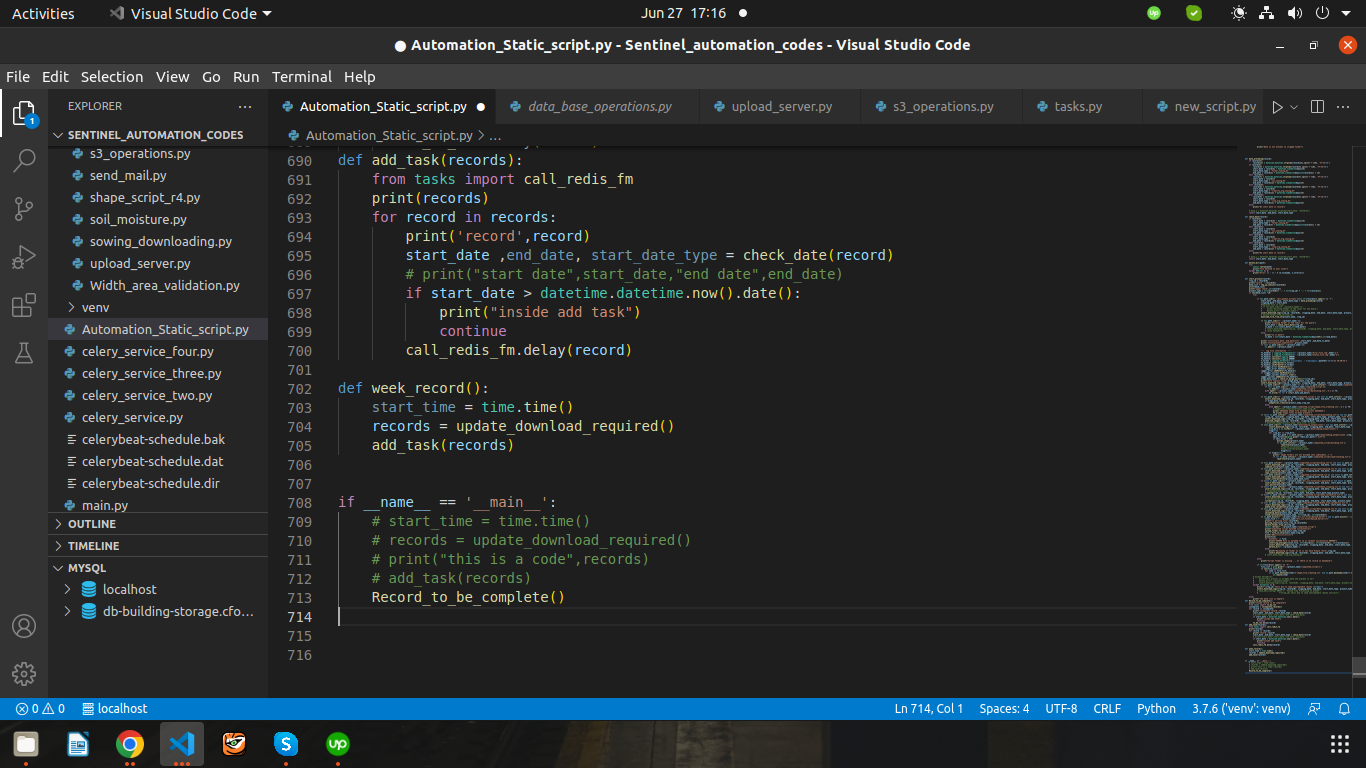 Activities
Visual Studio Code
Jun 27 17:16
Automation_Static_script.py - Sentinel_automation_codes - Visual Studio Code
File Edit Selection View Go Run Terminal Help
1
EXPLORER
SENTINEL_AUTOMATION_CODES
s3_operations.py
send_mail.py
shape_script_r4.py
soil_moisture.py
sowing_downloading.py
upload_server.py
Width_area_validation.py
venv
Automation_Static_script.py
celery_service_four.py
celery_service_three.py
celery_service_two.py
celery_service.py
celerybeat-schedule.bak
celerybeat-schedule.dat
celerybeat-schedule.dir
main.py
OUTLINE
TIMELINE
MYSQL
localhost
db-building-storage.cfo...
Automation_Static_script.py data_base_operations.py upload_server.py s3_operations.py tasks.py new_script.py
Automation_Static_script.py > ...
690 def add_task(records):
691 from tasks import call_redis_fm
692 print(records)
693 for record in records:
694 print('record',record)
695 start_date ,end_date, start_date_type = check_date(record)
696 # print("start date",start_date,"end date",end_date)
697 if start_date > datetime.datetime.now().date():
698 print("inside add task")
699 continue
700 call_redis_fm.delay(record)
701
702 def week_record():
703 start_time = time.time()
704 records = update_download_required()
705 add_task(records)
706
707
708 if __name__ == '__main__':
709 # start_time = time.time()
710 # records = update_download_required()
711 # print("this is a code",records)
712 # add_task(records)
713 Record_to_be_complete()
714
715
716
0 0 localhost
Ln 714, Col 1 Spaces: 4 UTF-8 CRLF Python 3.7.6 ('venv': venv)
up
S
up